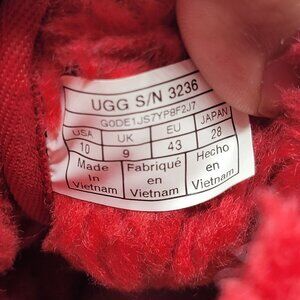 UGG S/N 3236
G0DE1JS7YP8F2J7
USA UK EU JAPAN
10 9 43 28
Made in Vietnam
Fabriqué en Vietnam
Hecho en Vietnam